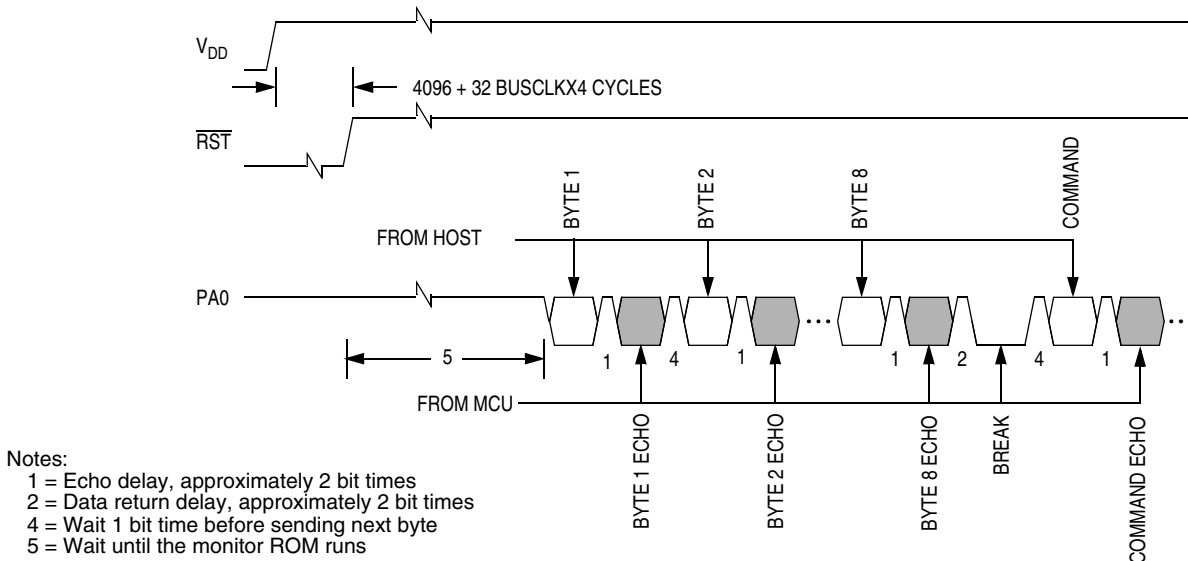 VDD
4096 + 32 BUSCLKX4 CYCLES
RST
BYTE 1
BYTE 2
BYTE 8
COMMAND
FROM HOST
PA0
5
1
4
1
1
2
4
1
FROM MCU
BYTE 1 ECHO
BYTE 2 ECHO
BYTE 8 ECHO
BREAK
COMMAND ECHO
Notes:
1 = Echo delay, approximately 2 bit times
2 = Data return delay, approximately 2 bit times
4 = Wait 1 bit time before sending next byte
5 = Wait until the monitor ROM runs